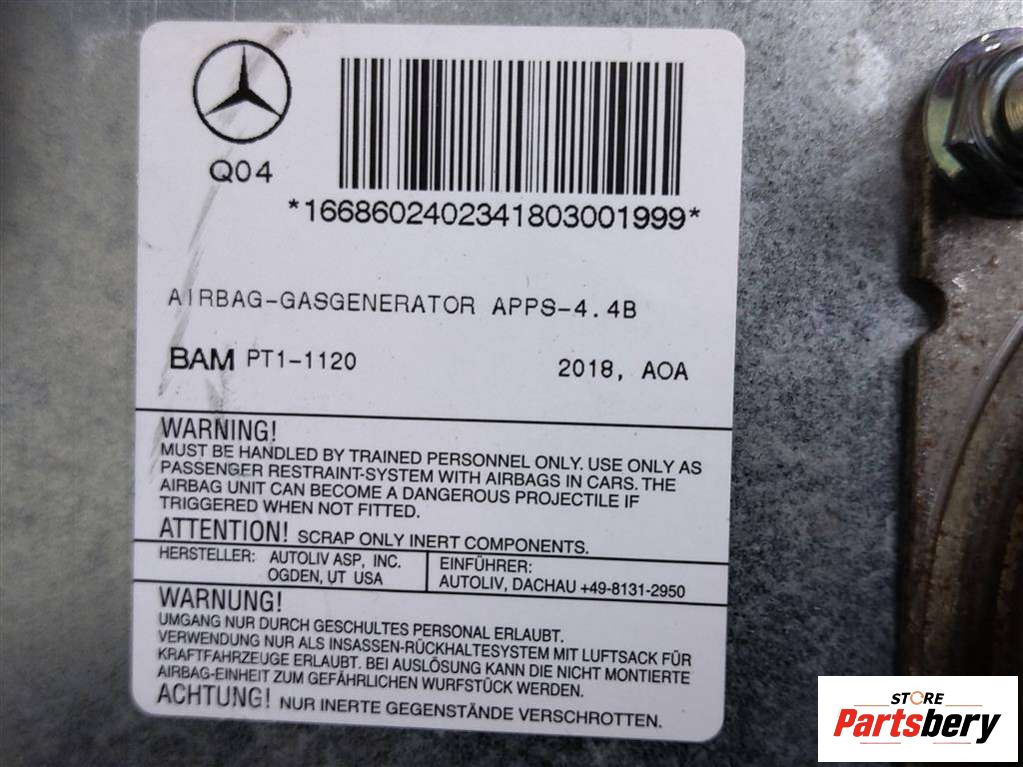 Q04
*16686024023418030019​99*
AIRBAG-GASGENERATOR APPS-4.4B
BAM PT1-1120 2018, AOA
WARNING!
MUST BE HANDLED BY TRAINED PERSONNEL ONLY. USE ONLY AS
PASSENGER RESTRAINT-SYSTEM WITH AIRBAGS IN CARS. THE
AIRBAG UNIT CAN BECOME A DANGEROUS PROJECTILE IF
TRIGGERED WHEN NOT FITTED.
ATTENTION! SCRAP ONLY INERT COMPONENTS.
HERSTELLER: AUTOLIV ASP, INC.
OGDEN, UT USA
EINFÜHRER:
AUTOLIV, DACHAU +49-8131-2950
WARNUNG!
UMGANG NUR DURCH GESCHULTES PERSONAL ERLAUBT.
VERWENDUNG NUR ALS INSASSEN-RÜCKHALTESYSTEM MIT LUFTSACK FÜR
KRAFTFAHRZEUGE ERLAUBT. BEI AUSLÖSUNG KANN DIE NICHT MONTIERTE
AIRBAG-EINHEIT ZUM GEFÄHRLICHEN WURFSTÜCK WERDEN.
ACHTUNG! NUR INERTE GEGENSTÄNDE VERSCHROTTEN.
STORE
Partsbery